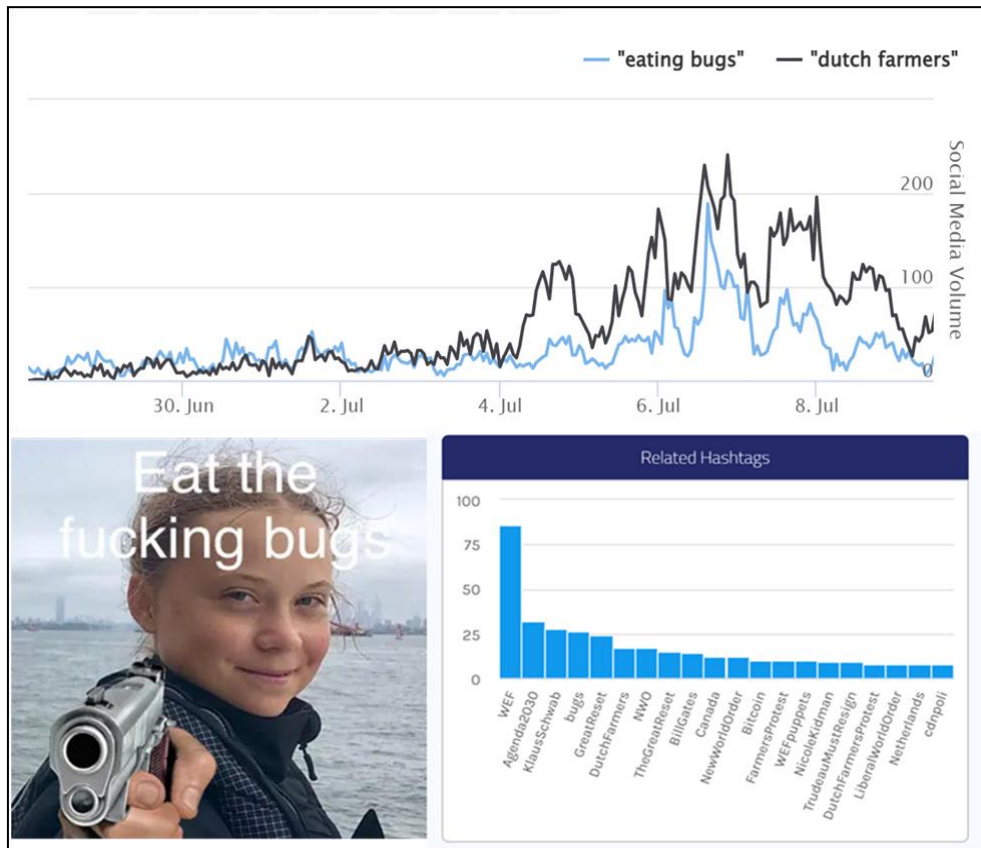 "eating bugs" "dutch farmers"
200
100
0
Social Media Volume
30. Jun 2. Jul 4. Jul 6. Jul 8. Jul
Eat the
fucking bugs
Related Hashtags
100
75
50
25
0
WEF
Agenda2030
KlausSchwab
bugs
GreatReset
DutchFarmers
NWO
TheGreatReset
BillGates
Canada
NewWorldOrder
Bitcoin
FarmersProtest
WEFpuppets
NicoleKidman
TrudeauMustResign
DutchFarmersProtest
LiberalWorldOrder
Netherlands
cdnpoli